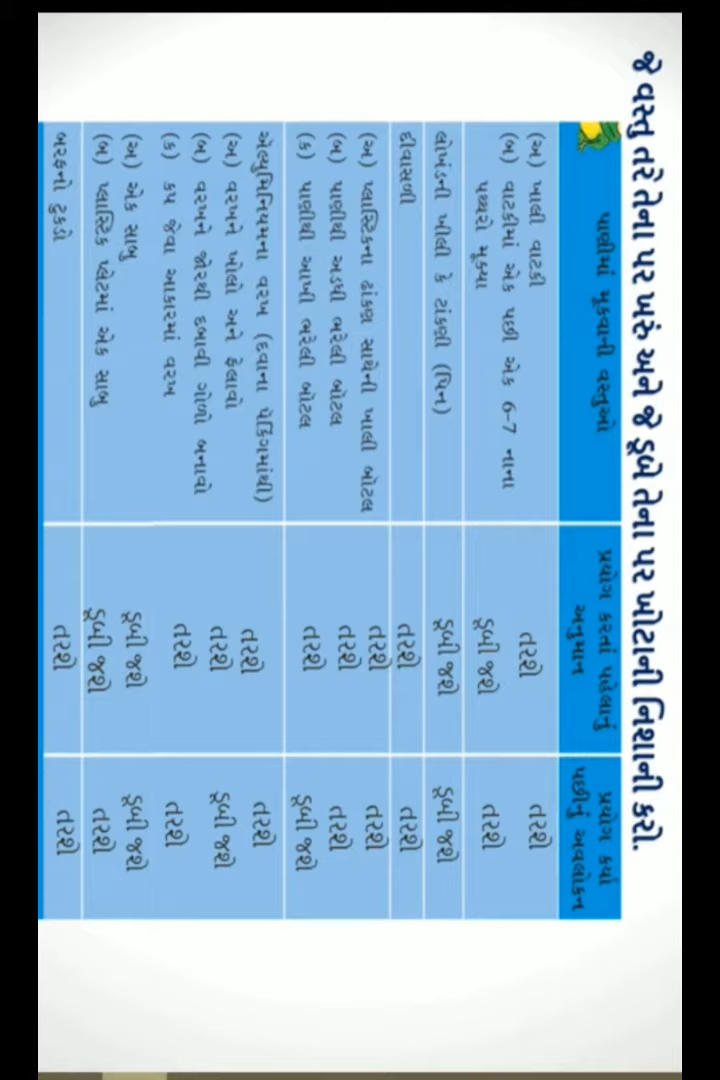 જે વસ્તુ તરે તેના પર ખરું અને જે ડૂબે તેના પર ખોટાની નિશાની કરો.
પાણીમાં મૂકવાની વસ્તુઓ
પ્રયોગ કરતાં પહેલાનું
અનુમાન
પ્રયોગ કર્યા
પછીનું અવલોકન
(અ) ખાલી વાટકી
તરશે
તરશે
(બ) વાટકીમાં એક પછી એક 6-7 નાના
પથ્થરો મૂક્યા
ડૂબી જશે
તરશે
લોખંડની ખીલી કે ટાંકણી (પિન)
ડૂબી જશે
ડૂબી જશે
દીવાસળી
તરશે
તરશે
(અ) પ્લાસ્ટિકના ઢાંકણ સાથેની ખાલી બૉટલ
તરશે
તરશે
(બ) પાણીથી અડધી ભરેલી બૉટલ
તરશે
તરશે
(ક) પાણીથી આખી ભરેલી બૉટલ
તરશે
ડૂબી જશે
એલ્યુમિનિયમના વરખ (દવાના પૅકિંગમાંથી)
(અ) વરખને ખોલો અને ફેલાવો
તરશે
તરશે
(બ) વરખને જોરથી દબાવી ગોળો બનાવો
તરશે
ડૂબી જશે
(ક) કપ જેવા આકારમાં વરખ
તરશે
તરશે
(અ) એક સાબુ
ડૂબી જશે
ડૂબી જશે
(બ) પ્લાસ્ટિક પ્લેટમાં એક સાબુ
ડૂબી જશે
તરશે
બરફનો ટુકડો
તરશે
તરશે